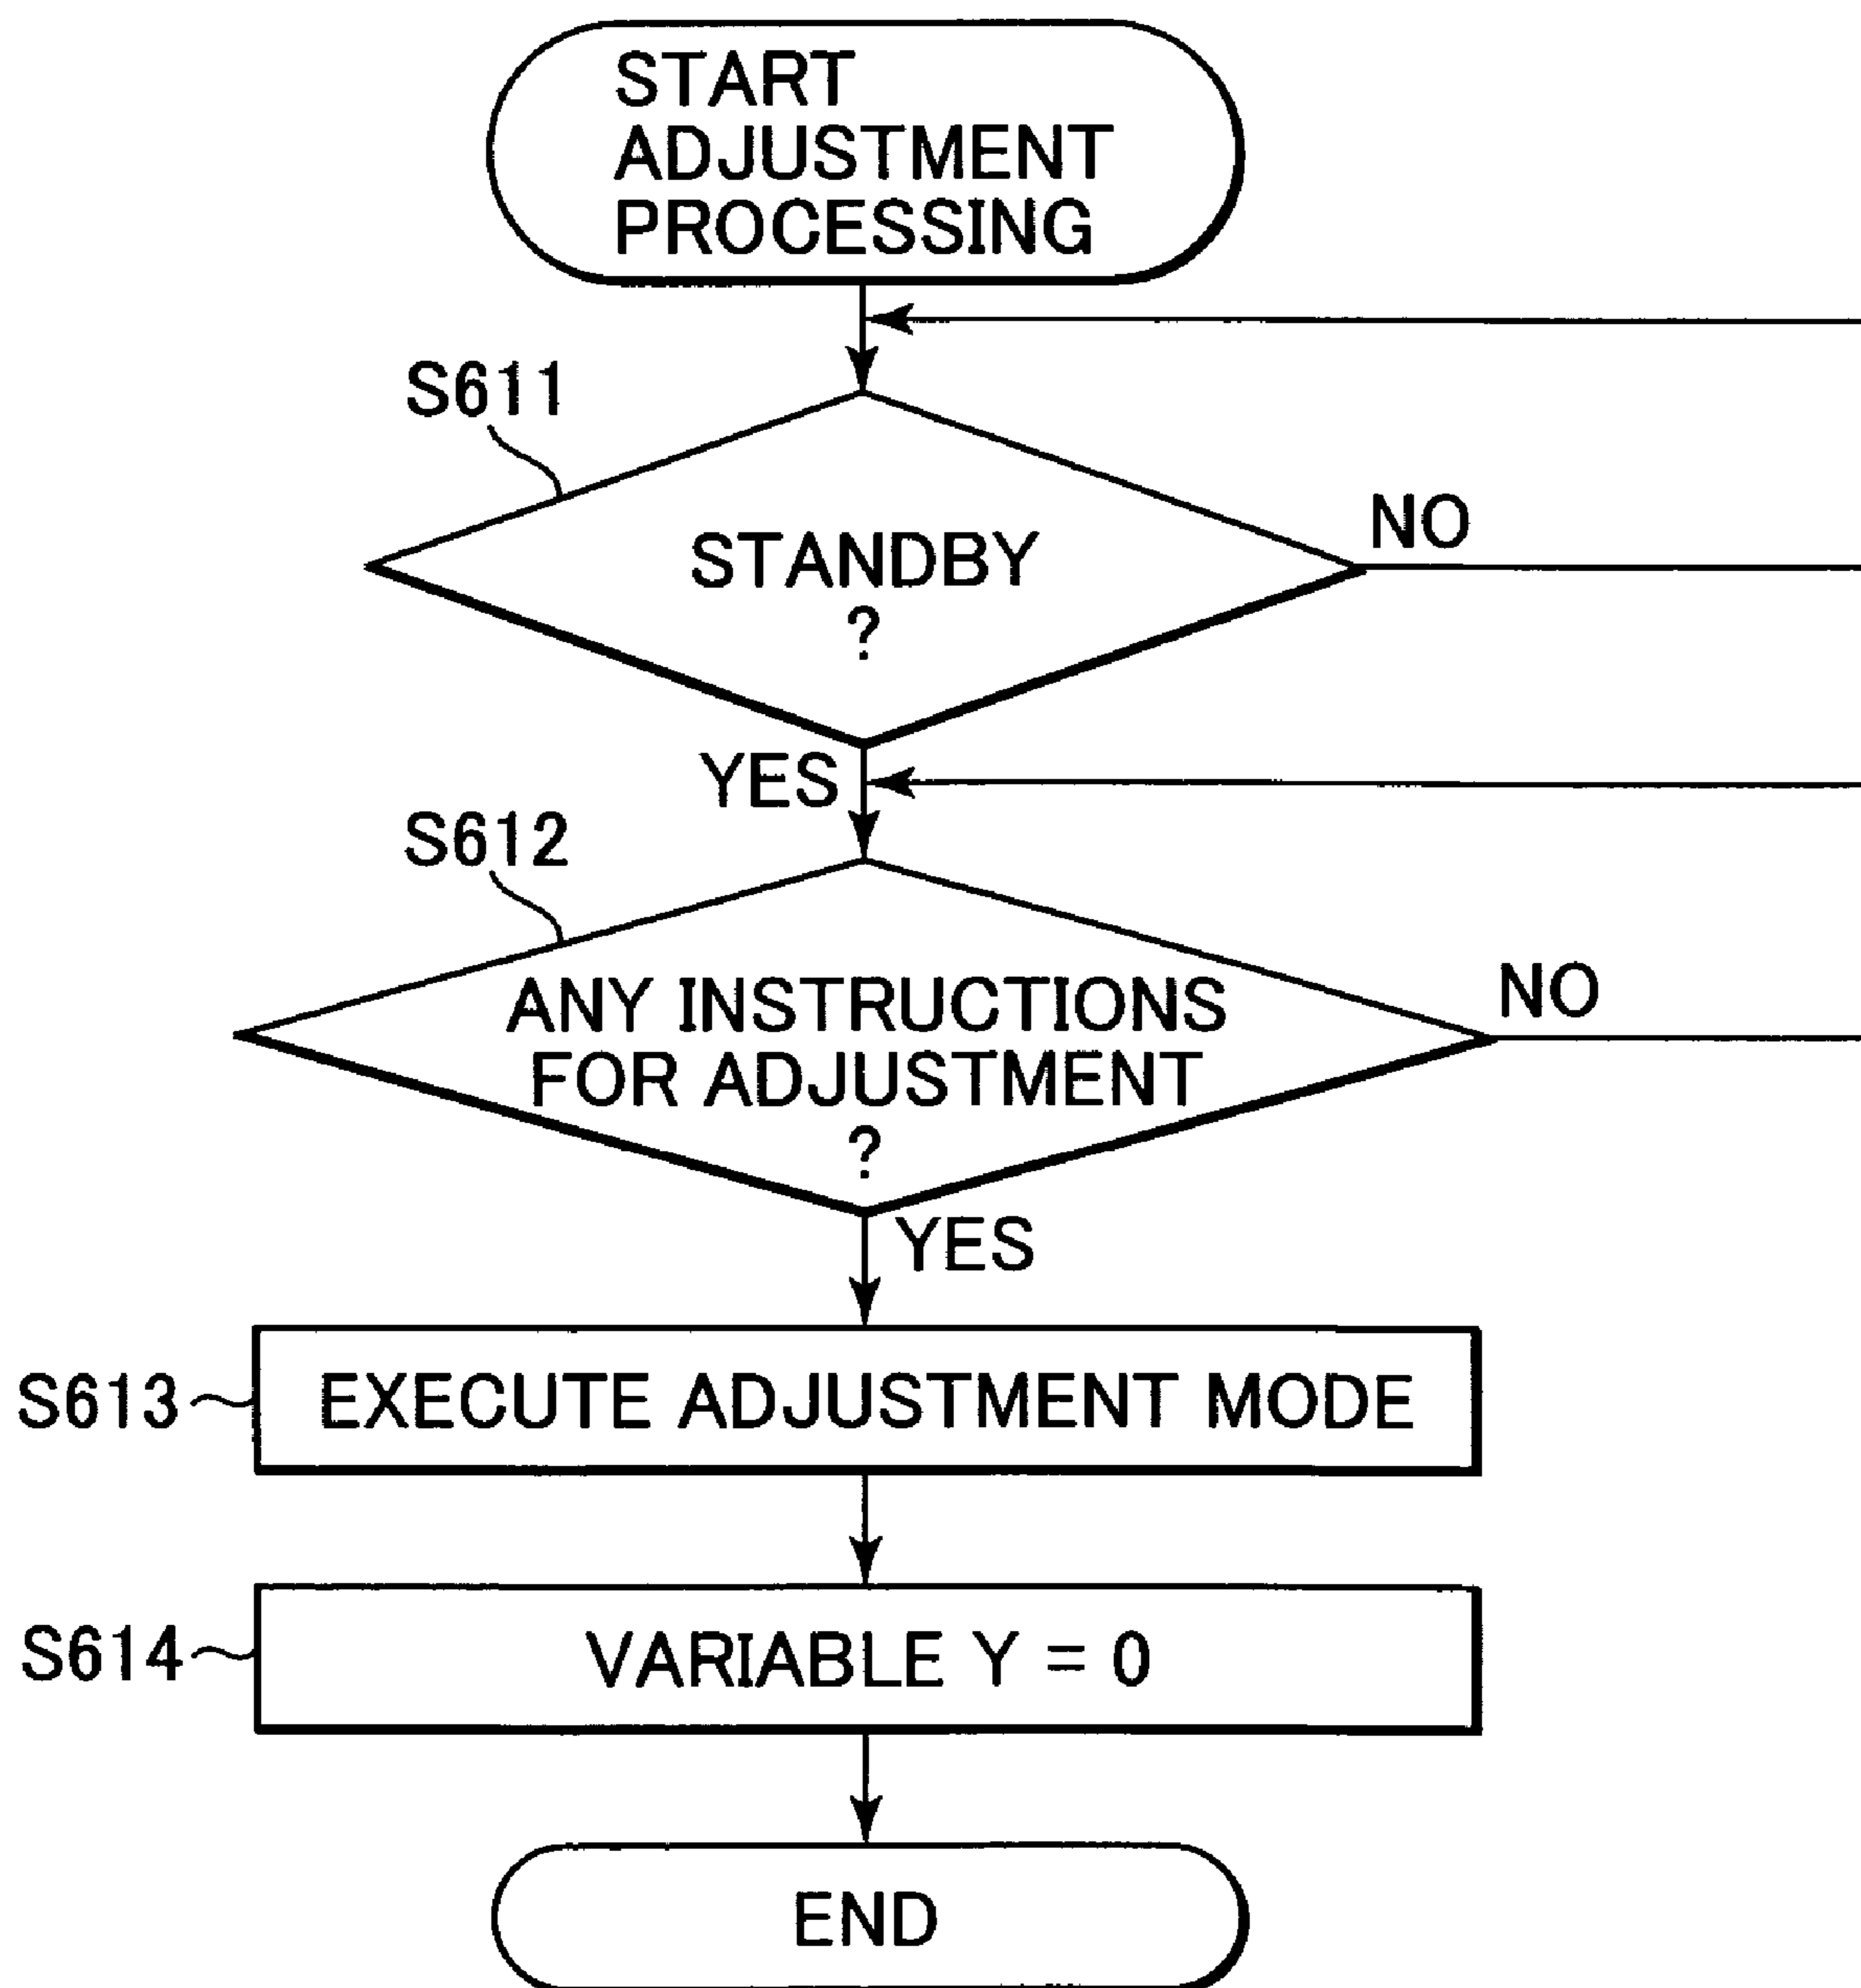 START
ADJUSTMENT
PROCESSING
S611
STANDBY
?
NO
YES
S612
ANY INSTRUCTIONS
FOR ADJUSTMENT
?
NO
YES
S613
EXECUTE ADJUSTMENT MODE
S614
VARIABLE Y = 0
END